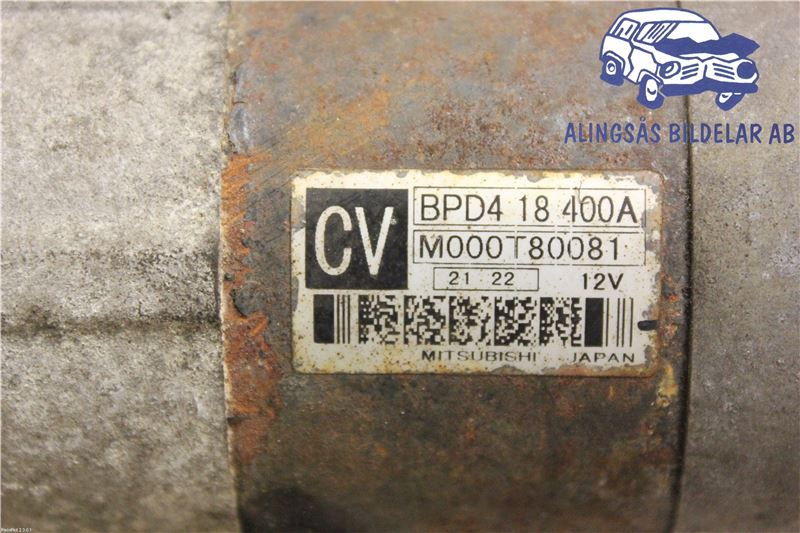 ALINGSÅS BILDELAR AB
CV
BPD4 18 400A
M000T80081
21 22 12V
MITSUBISHI JAPAN